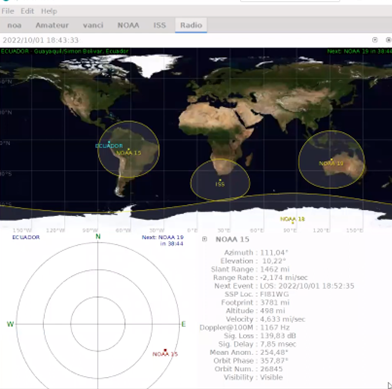 File Edit Help
noa Amateur vanci NOAA ISS Radio
2022/10/01 18:43:35
ECUADOR - Guayaquil/Simon Bolivar, Ecuador
Next: NOAA 19 in 38:44
ECUADOR
NOAA 15
ISS
NOAA 19
NOAA 18
ECUADOR
N
Next: NOAA 19
in 38:44
W
E
NOAA 15
NOAA 15
Azimuth : 111,04°
Elevation : 10,22°
Slant Range : 1462 mi
Range Rate : -2,174 mi/sec
Next Event : LOS: 2022/10/01 18:52:35
SSP Loc. : FI81WG
Footprint : 3781 mi
Altitude : 498 mi
Velocity : 4,633 mi/sec
Doppler@100M : 1167 Hz
Sig. Loss : 139,83 dB
Sig. Delay : 7,85 msec
Mean Anom. : 254,48°
Orbit Phase : 357,87°
Orbit Num. : 26845
Visibility : Visible